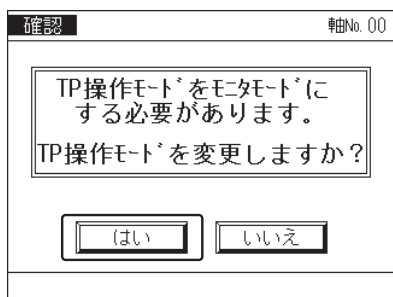 確認
軸No. 00
TP操作ﾓｰﾄﾞをﾓﾆﾀﾓｰﾄﾞに
する必要があります。
TP操作ﾓｰﾄﾞを変更しますか？
はい
いいえ